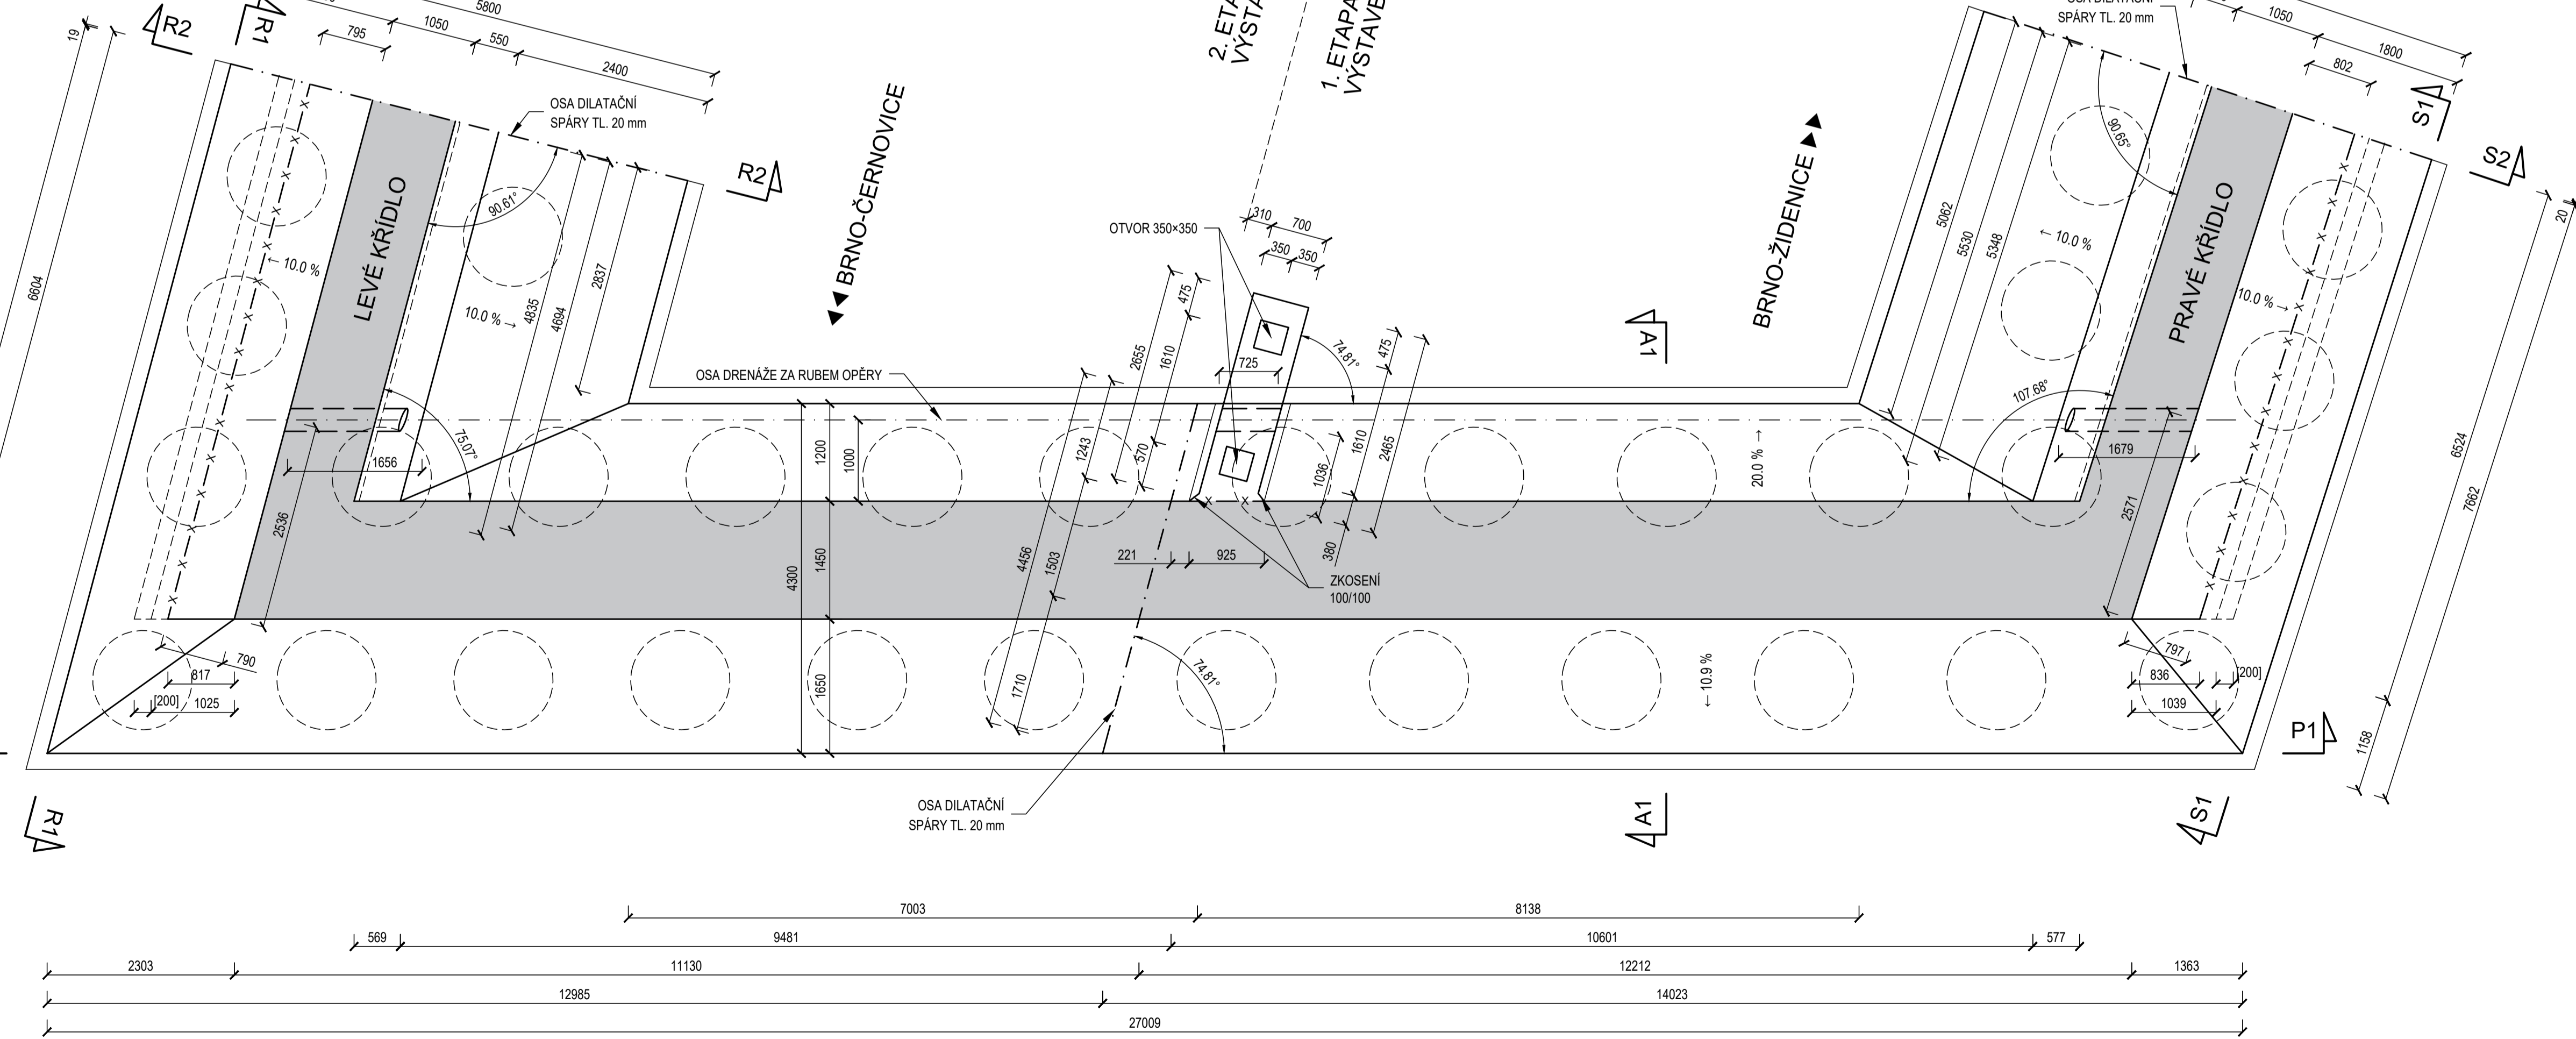 5800
1050
550
795
2400
19
R2
R1
OSA DILATAČNÍ
SPÁRY TL. 20 mm
R2
90.61°
LEVÉ KŘÍDLO
← 10.0 %
10.0 % →
4835
4694
2837
6604
BRNO-ČERNOVICE
2. ETA
VÝSTA
1. ETAPA
VÝSTAVE
SPÁRY TL. 20 mm
1050
1800
802
S1
S2
20
90.65°
← 10.0 %
PRAVÉ KŘÍDLO
10.0 % →
5062
5530
5348
BRNO-ŽIDENICE
OTVOR 350×350
310
700
350
350
475
2655
1610
725
74.81°
475
A1
OSA DRENÁŽE ZA RUBEM OPĚRY
75.07°
1656
2536
1200
1000
1243
570
1036
1610
2465
20.0 % →
107.68°
1679
2571
6524
7662
4300
1450
4456
1503
221
925
380
ZKOSENÍ
100/100
790
817
[200]
1025
1650
1710
74.81°
← 10.9 %
797
836
[200]
1039
P1
1158
R1
OSA DILATAČNÍ
SPÁRY TL. 20 mm
A1
S1
7003
8138
569
9481
10601
577
2303
11130
12212
1363
12985
14023
27009